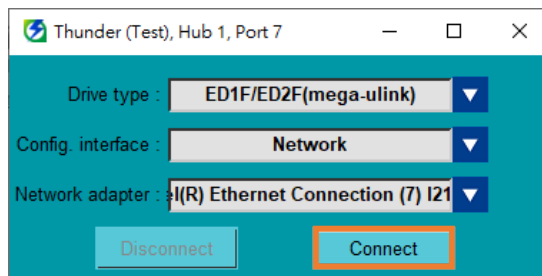 Thunder (Test), Hub 1, Port 7
Drive type : ED1F/ED2F(mega-ulink)
Config. interface : Network
Network adapter : el(R) Ethernet Connection (7) I21
Disconnect Connect